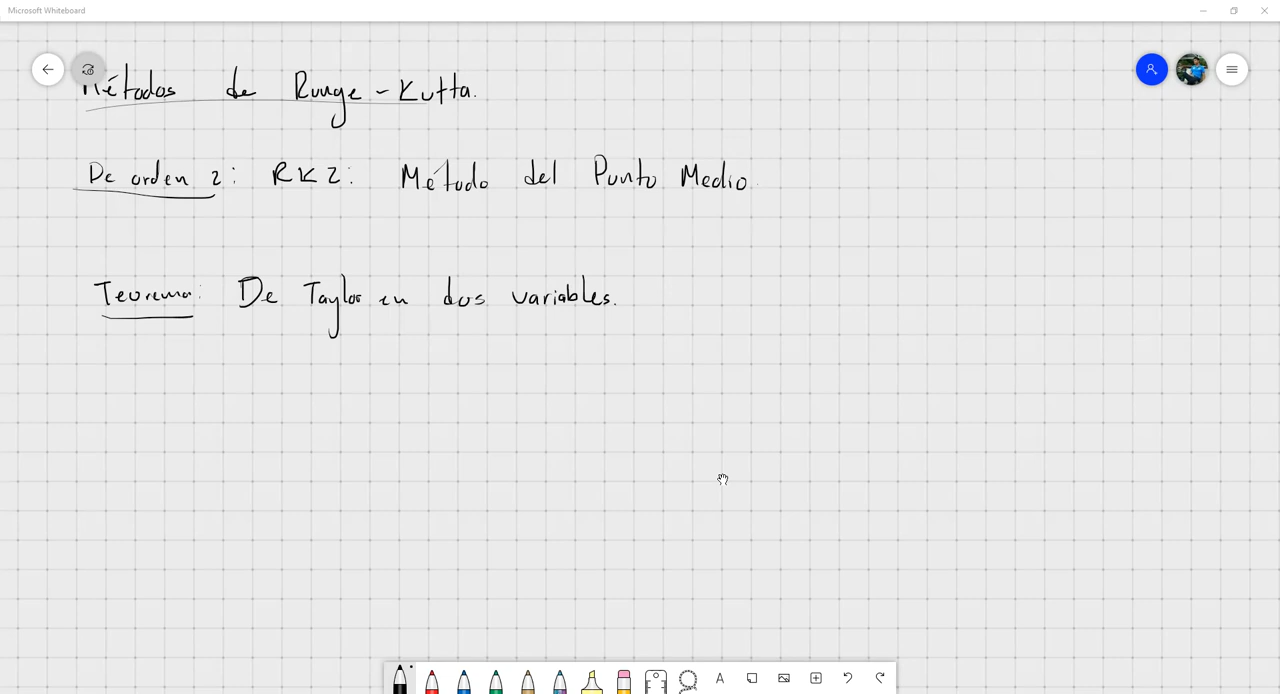 Microsoft Whiteboard
Métodos de Runge-Kutta.
De orden 2: RK2: Método del Punto Medio.
Teorema: De Taylor en dos variables.